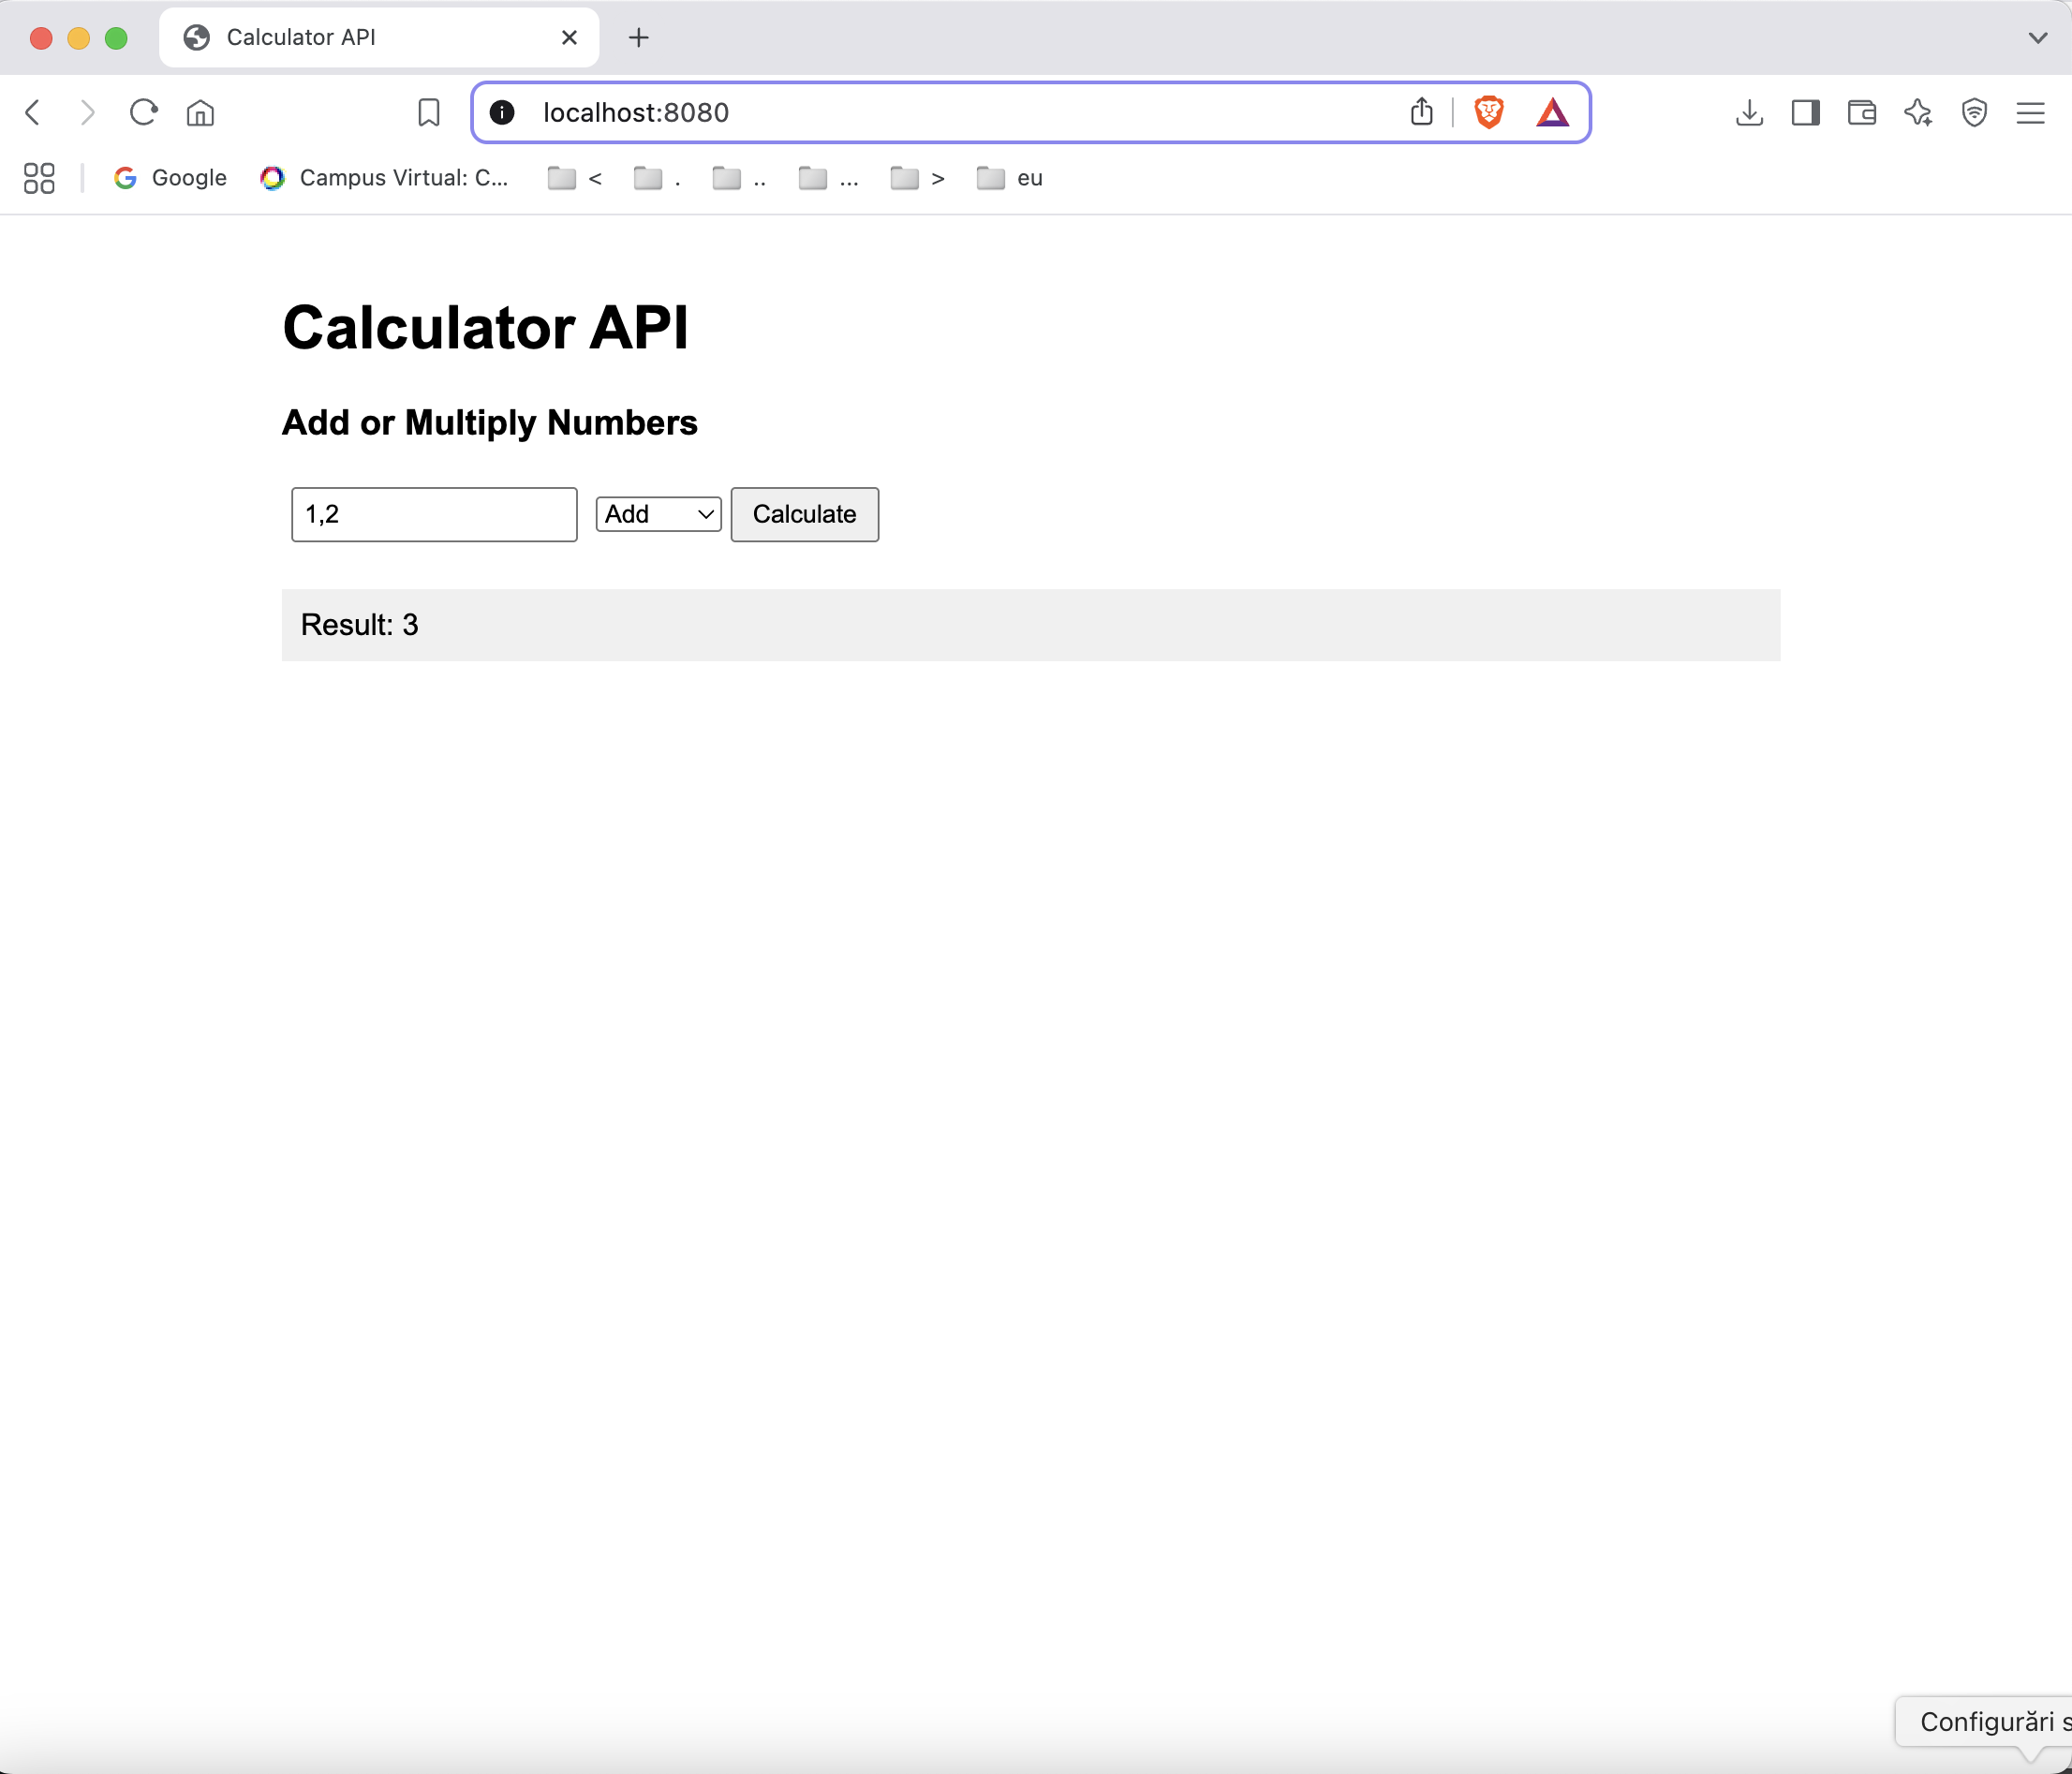 Calculator API
localhost:8080
Google Campus Virtual: C... < . .. ... > eu
Calculator API
Add or Multiply Numbers
1,2 Add Calculate
Result: 3
Configurări s